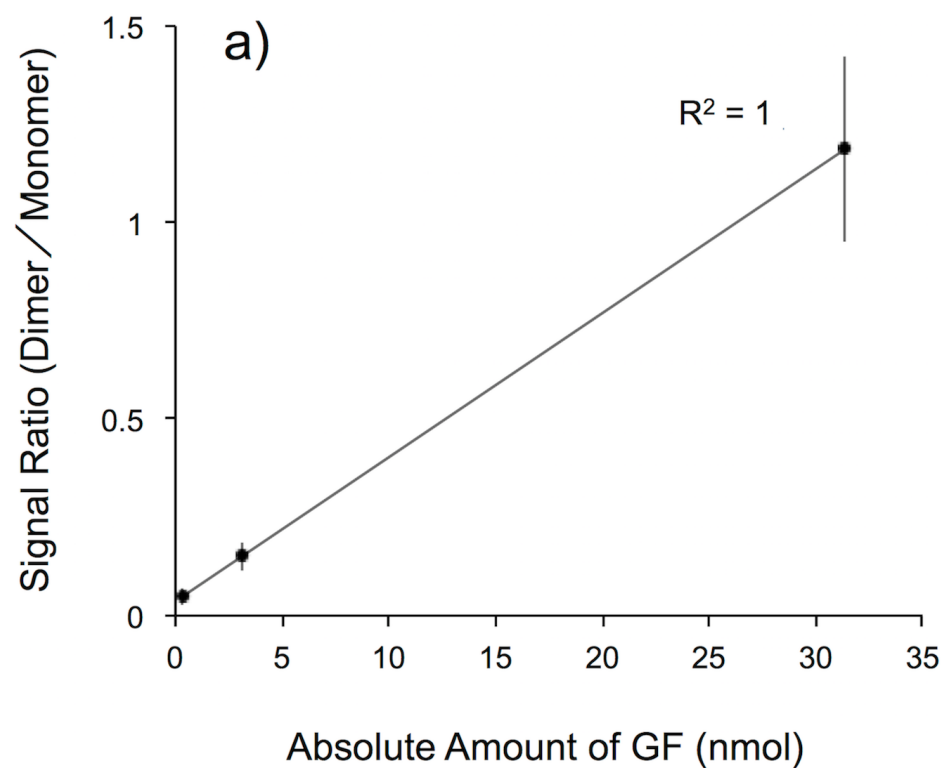 a)
R² = 1
Signal Ratio (Dimer/Monomer)
1.5
1
0.5
0
0 5 10 15 20 25 30 35
Absolute Amount of GF (nmol)